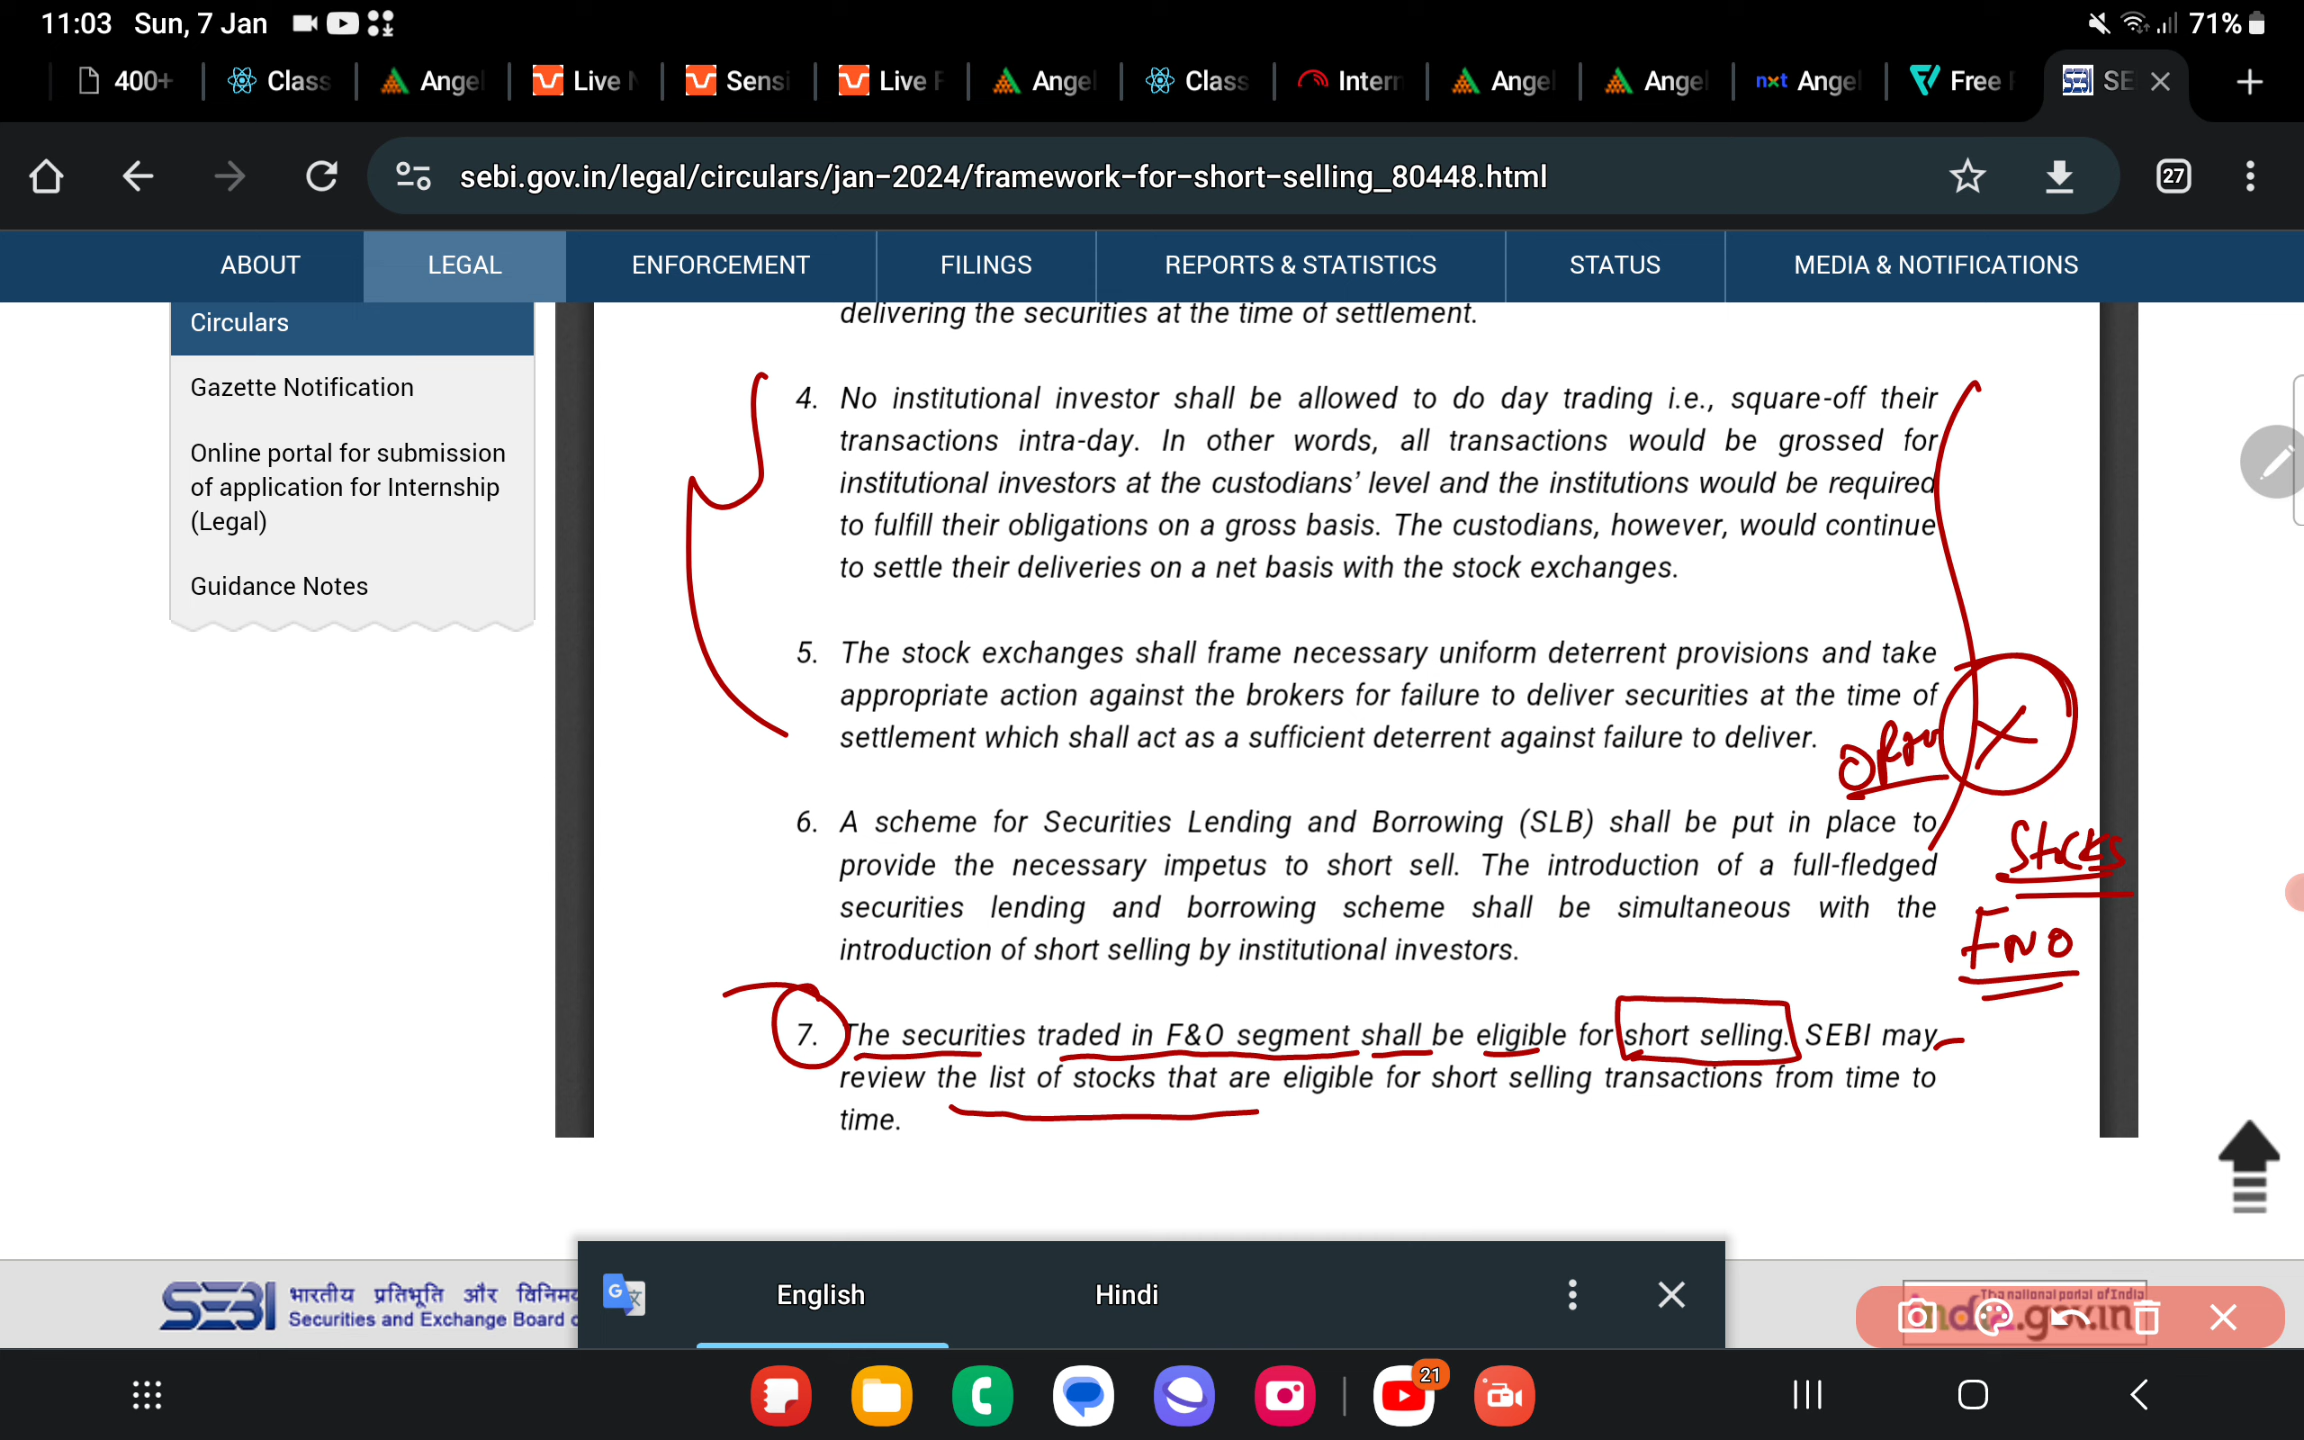 11:03 Sun, 7 Jan 71%
400+ Class Angel Live N Sensi Live F Angel Class Intern Angel Angel nxt Angel Free SE
sebi.gov.in/legal/circulars/jan-2024/framework-for-short-selling_80448.html 27
ABOUT LEGAL ENFORCEMENT FILINGS REPORTS & STATISTICS STATUS MEDIA & NOTIFICATIONS
Circulars
Gazette Notification
Online portal for submission
of application for Internship
(Legal)
Guidance Notes
delivering the securities at the time of settlement.
4. No institutional investor shall be allowed to do day trading i.e., square-off their
transactions intra-day. In other words, all transactions would be grossed for
institutional investors at the custodians' level and the institutions would be required
to fulfill their obligations on a gross basis. The custodians, however, would continue
to settle their deliveries on a net basis with the stock exchanges.
5. The stock exchanges shall frame necessary uniform deterrent provisions and take
appropriate action against the brokers for failure to deliver securities at the time of
settlement which shall act as a sufficient deterrent against failure to deliver.
X
6. A scheme for Securities Lending and Borrowing (SLB) shall be put in place to
provide the necessary impetus to short sell. The introduction of a full-fledged
securities lending and borrowing scheme shall be simultaneous with the
introduction of short selling by institutional investors.
Stocks
FNO
7. The securities traded in F&O segment shall be eligible for short selling. SEBI may
review the list of stocks that are eligible for short selling transactions from time to
time.
SEBI भारतीय प्रतिभूति और विनिमय
Securities and Exchange Board o
English Hindi
The national portal of India
india.gov.in
21